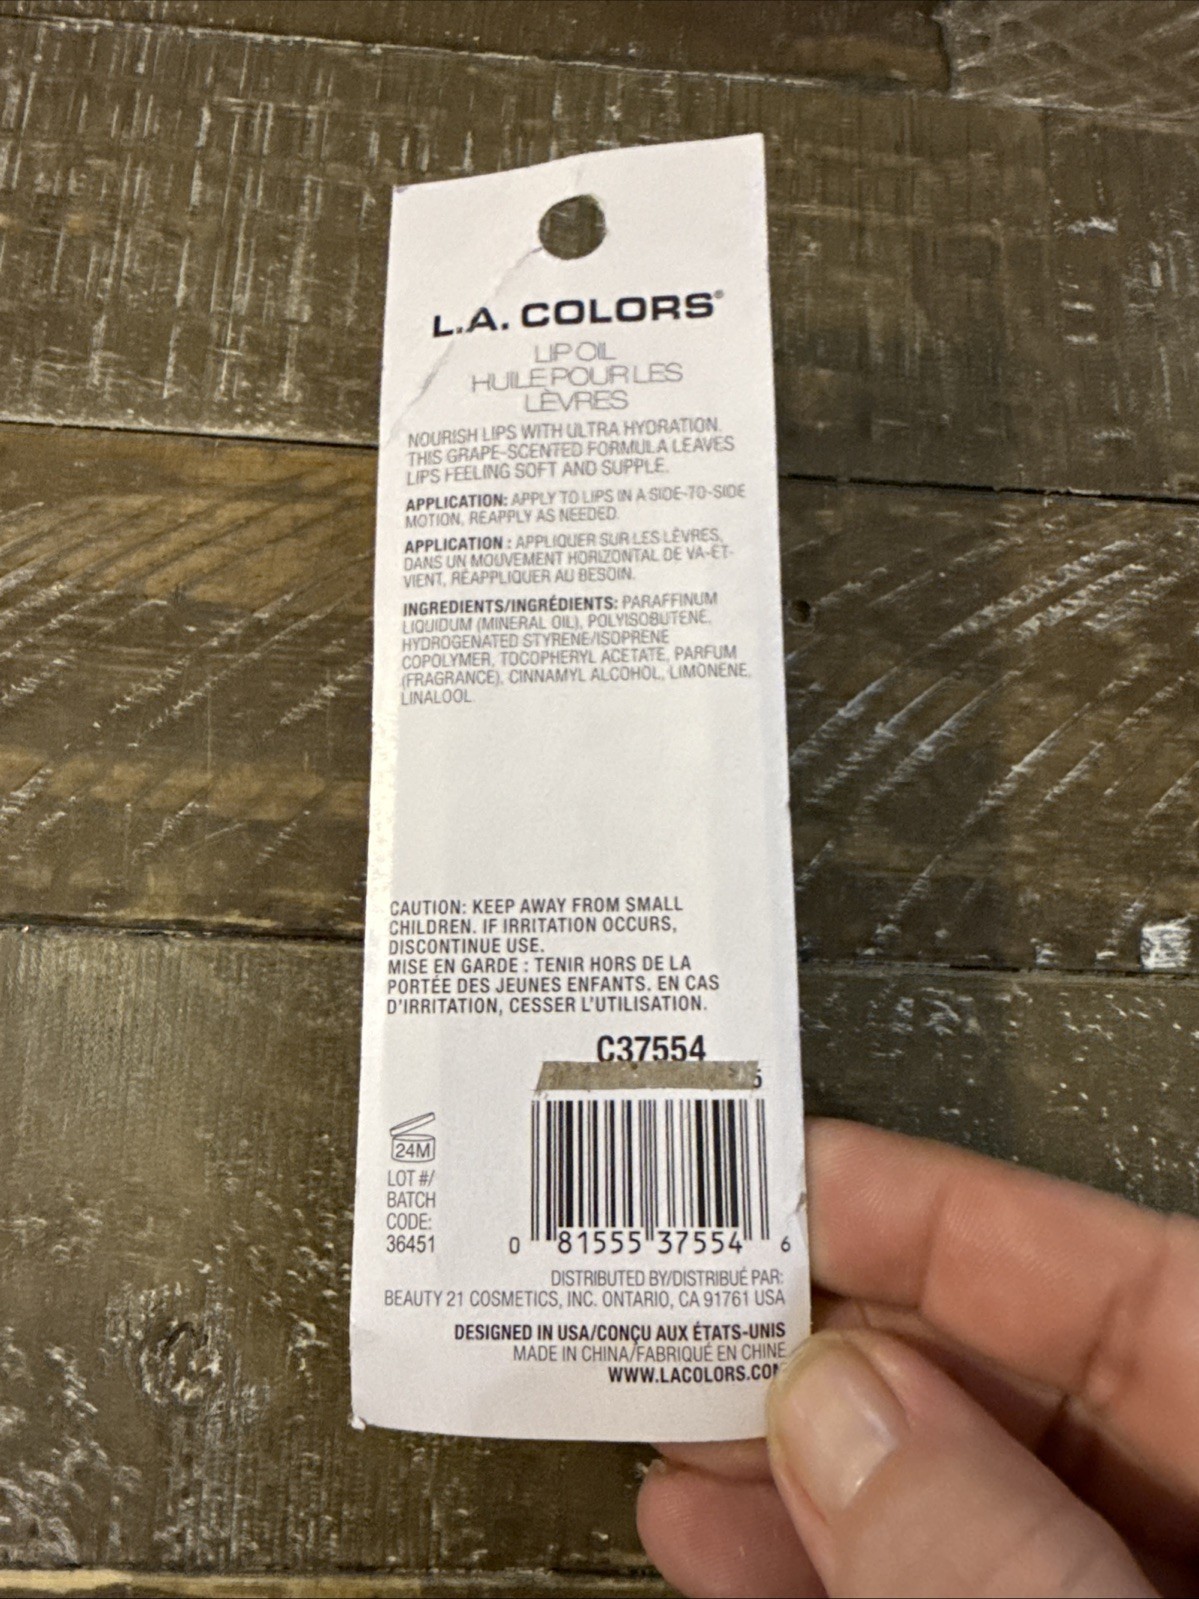 L.A. COLORS®
LIP OIL
HUILE POUR LES
LÈVRES
NOURISH LIPS WITH ULTRA HYDRATION.
THIS GRAPE-SCENTED FORMULA LEAVES
LIPS FEELING SOFT AND SUPPLE.
APPLICATION: APPLY TO LIPS IN A SIDE-TO-SIDE
MOTION, REAPPLY AS NEEDED.
APPLICATION : APPLIQUER SUR LES LÈVRES,
DANS UN MOUVEMENT HORIZONTAL DE VA-ET-
VIENT, RÉAPPLIQUER AU BESOIN.
INGREDIENTS/INGRÉDIENTS: PARAFFINUM
LIQUIDUM (MINERAL OIL), POLYISOBUTENE,
HYDROGENATED STYRENE/ISOPRENE
COPOLYMER, TOCOPHERYL ACETATE, PARFUM
(FRAGRANCE), CINNAMYL ALCOHOL, LIMONENE,
LINALOOL
CAUTION: KEEP AWAY FROM SMALL
CHILDREN. IF IRRITATION OCCURS,
DISCONTINUE USE.
MISE EN GARDE : TENIR HORS DE LA
PORTÉE DES JEUNES ENFANTS. EN CAS
D'IRRITATION, CESSER L'UTILISATION.
C37554
24M
LOT #/
BATCH
CODE:
36451
0 81555 37554 6
DISTRIBUTED BY/DISTRIBUÉ PAR:
BEAUTY 21 COSMETICS, INC. ONTARIO, CA 91761 USA
DESIGNED IN USA/CONÇU AUX ÉTATS-UNIS
MADE IN CHINA/FABRIQUÉ EN CHINE
WWW.LACOLORS.COM